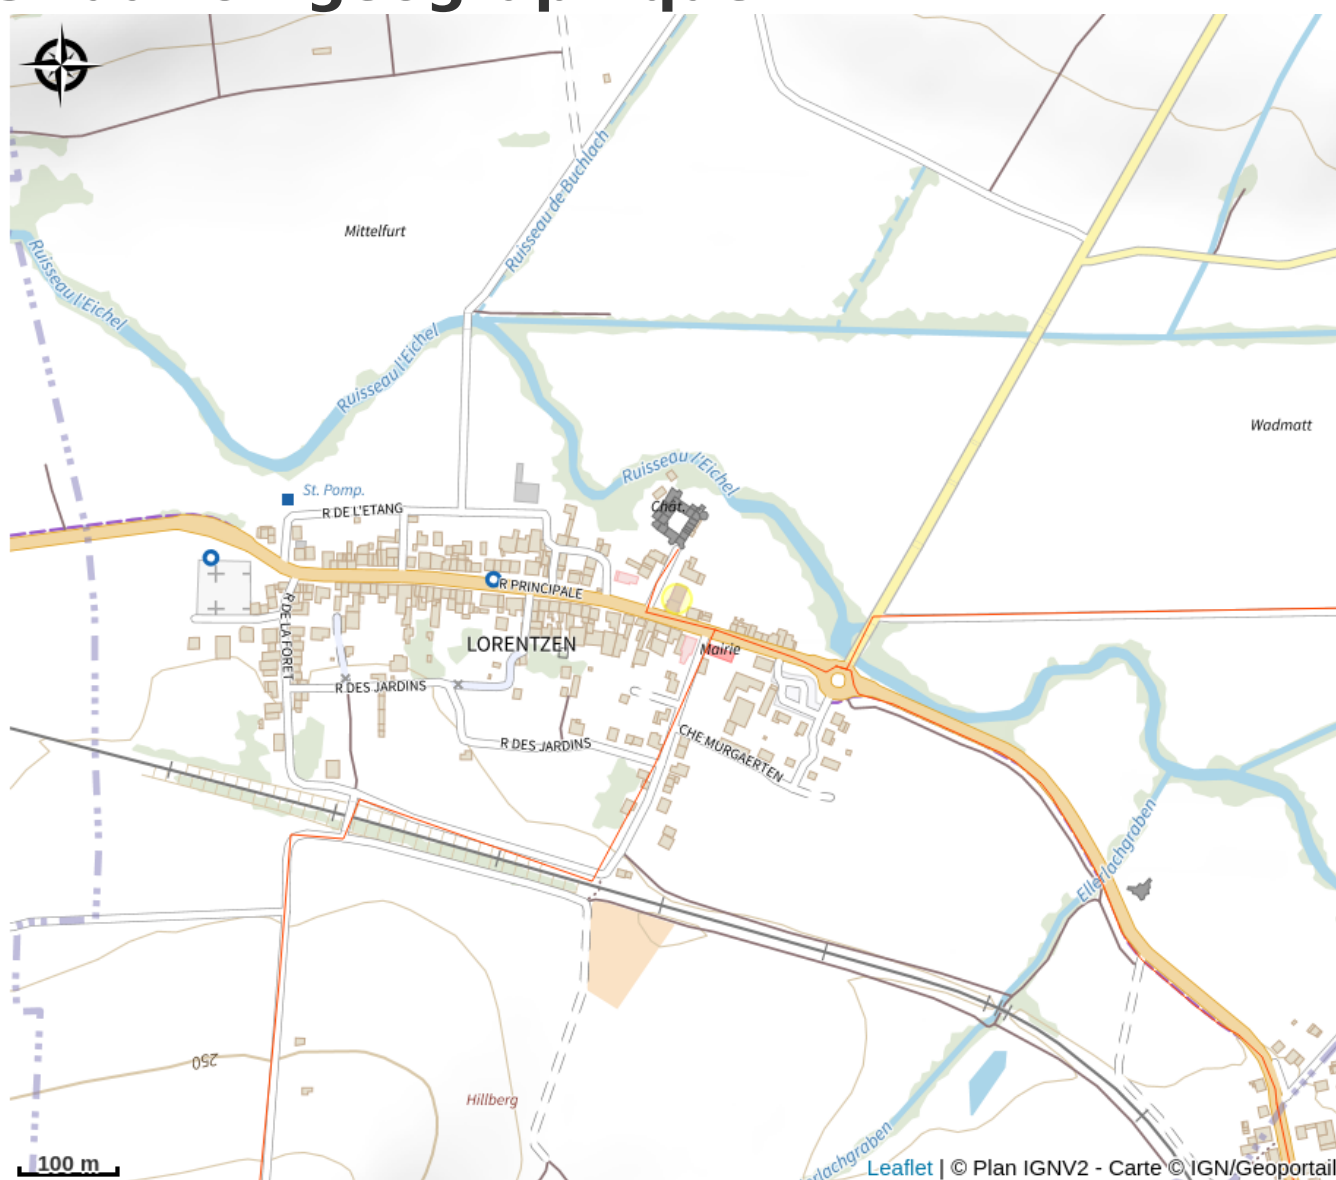 Ruisseau de Buchlach
Mittelfurt
Ruisseau l'Eichel
Ruisseau l'Eichel
Wadmatt
Ruisseau l'Eichel
St. Pomp.
Chât.
R DE L'ETANG
R PRINCIPALE
R DE LA FORET
LORENTZEN
Mairie
R DES JARDINS
R DES JARDINS
CHE MURGAERTEN
Ellerlachgraben
250
Hillberg
erlachgraben
100 m
Leaflet | © Plan IGNV2 - Carte © IGN/Geoportail